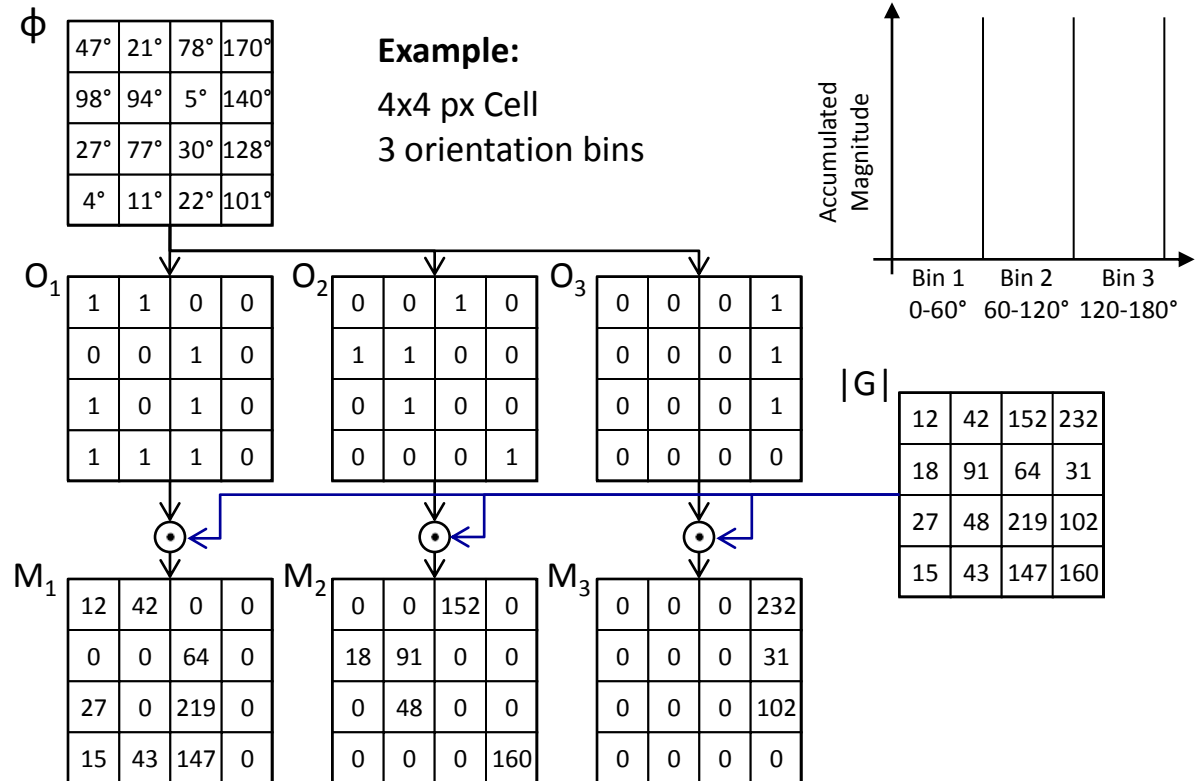 ϕ
47° 21° 78° 170°
98° 94° 5° 140°
27° 77° 30° 128°
4° 11° 22° 101°
Example:
4x4 px Cell
3 orientation bins
Accumulated
Magnitude
Bin 1 Bin 2 Bin 3
0-60° 60-120° 120-180°
O1
1 1 0 0
0 0 1 0
1 0 1 0
1 1 1 0
O2
0 0 1 0
1 1 0 0
0 1 0 0
0 0 0 1
O3
0 0 0 1
0 0 0 1
0 0 0 1
0 0 0 0
|G|
12 42 152 232
18 91 64 31
27 48 219 102
15 43 147 160
M1
12 42 0 0
0 0 64 0
27 0 219 0
15 43 147 0
M2
0 0 152 0
18 91 0 0
0 48 0 0
0 0 0 160
M3
0 0 0 232
0 0 0 31
0 0 0 102
0 0 0 0